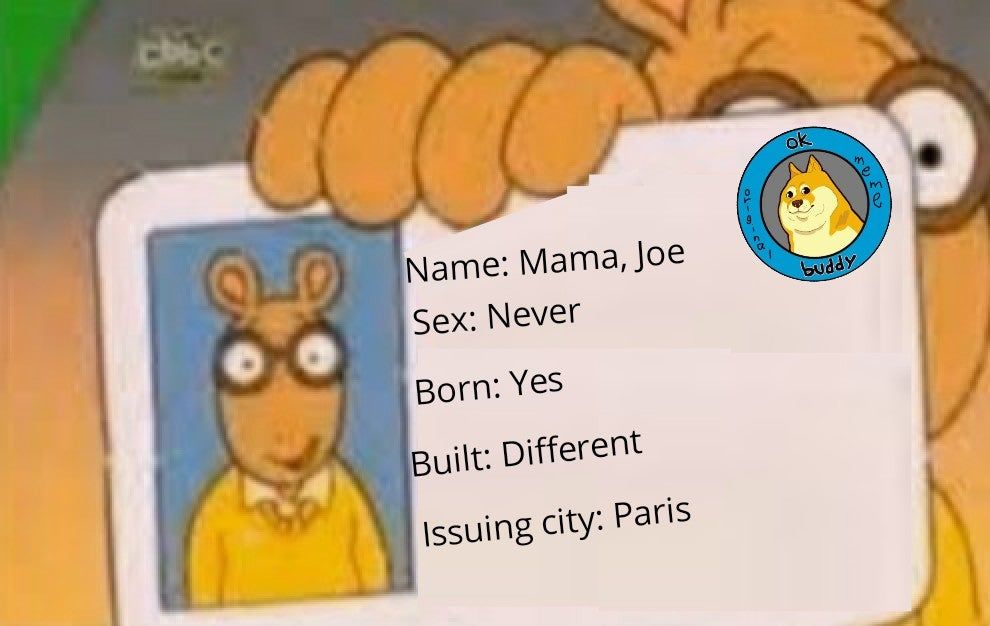 cbbc
ok
meme
original
buddy
Name: Mama, Joe
Sex: Never
Born: Yes
Built: Different
Issuing city: Paris